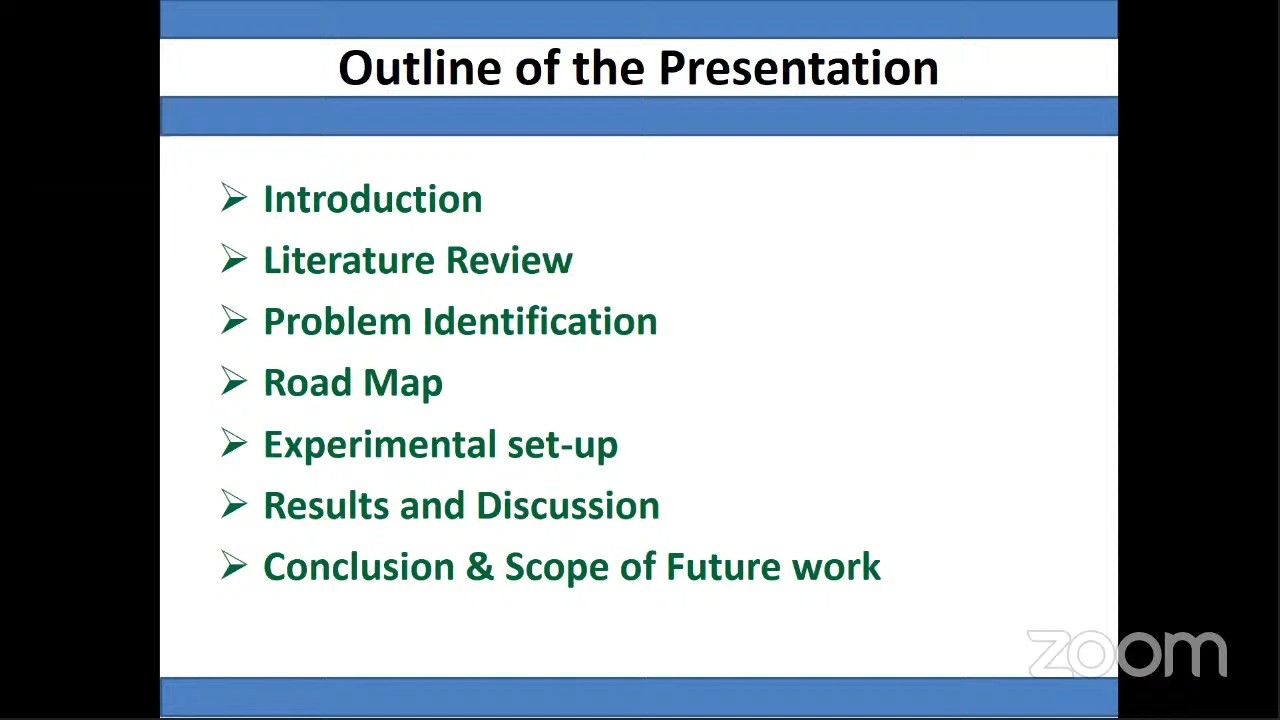 Outline of the Presentation
Introduction
Literature Review
Problem Identification
Road Map
Experimental set-up
Results and Discussion
Conclusion & Scope of Future work
zoom